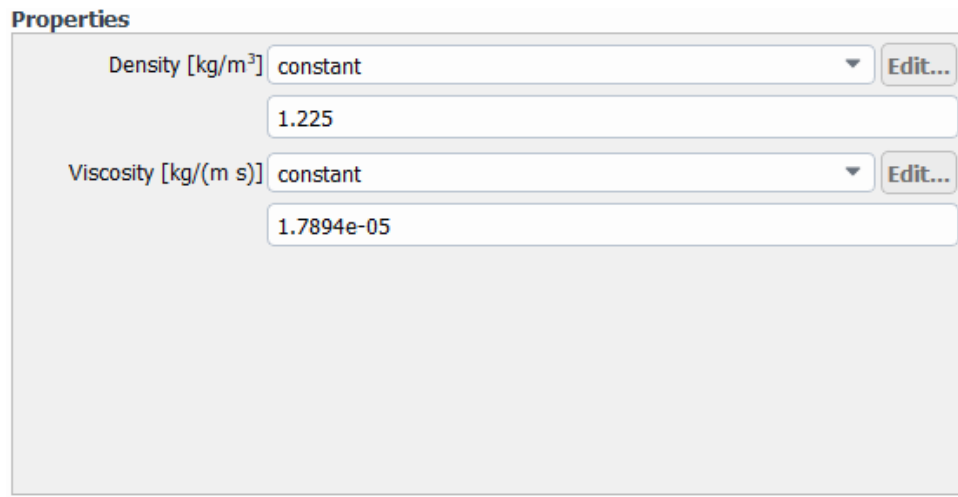 Properties
Density [kg/m³] constant Edit...
1.225
Viscosity [kg/(m s)] constant Edit...
1.7894e-05